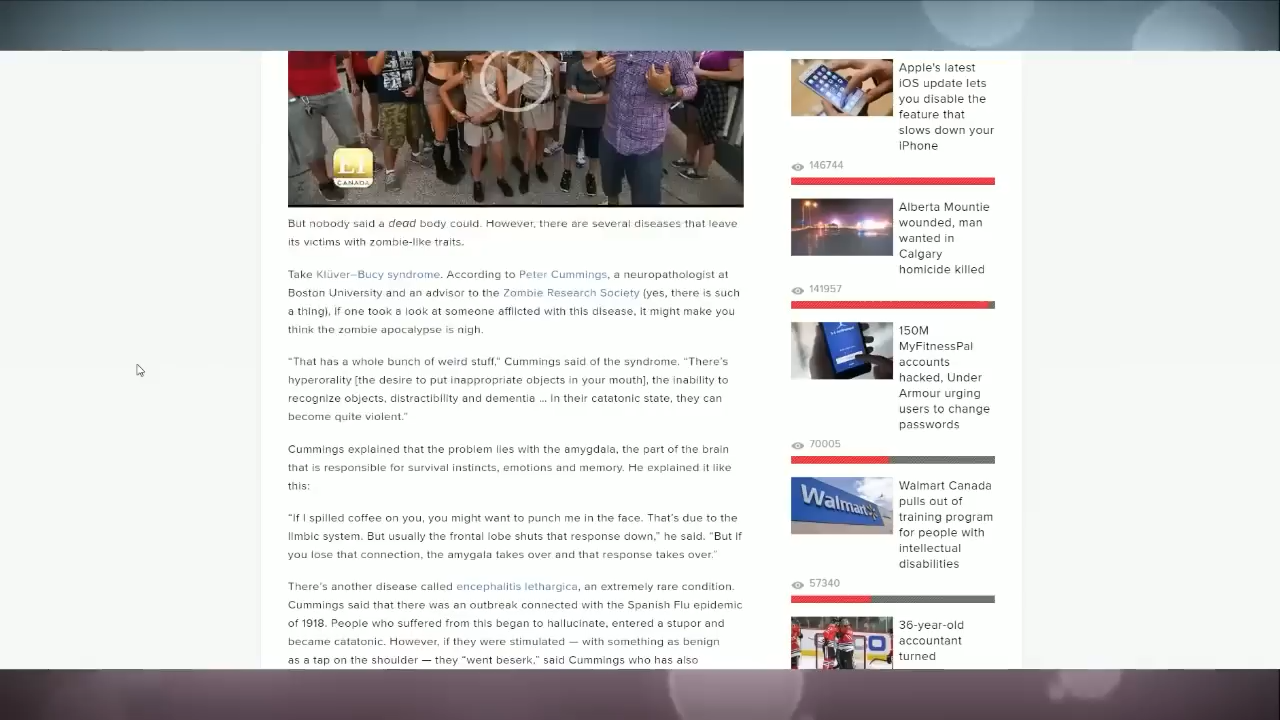 ET
CANADA
But nobody said a dead body could. However, there are several diseases that leave
its victims with zombie-like traits.
Take Klüver–Bucy syndrome. According to Peter Cummings, a neuropathologist at
Boston University and an advisor to the Zombie Research Society (yes, there is such
a thing), if one took a look at someone afflicted with this disease, it might make you
think the zombie apocalypse is nigh.
“That has a whole bunch of weird stuff,” Cummings said of the syndrome. “There’s
hyperorality [the desire to put inappropriate objects in your mouth], the inability to
recognize objects, distractibility and dementia ... In their catatonic state, they can
become quite violent.”
Cummings explained that the problem lies with the amygdala, the part of the brain
that is responsible for survival instincts, emotions and memory. He explained it like
this:
“If I spilled coffee on you, you might want to punch me in the face. That’s due to the
limbic system. But usually the frontal lobe shuts that response down,” he said. “But if
you lose that connection, the amygala takes over and that response takes over.”
There’s another disease called encephalitis lethargica, an extremely rare condition.
Cummings said that there was an outbreak connected with the Spanish Flu epidemic
of 1918. People who suffered from this began to hallucinate, entered a stupor and
became catatonic. However, if they were stimulated — with something as benign
as a tap on the shoulder — they “went beserk,” said Cummings who has also
Apple's latest
iOS update lets
you disable the
feature that
slows down your
iPhone
146744
Alberta Mountie
wounded, man
wanted in
Calgary
homicide killed
141957
150M
MyFitnessPal
accounts
hacked, Under
Armour urging
users to change
passwords
70005
Walmart
Walmart Canada
pulls out of
training program
for people with
intellectual
disabilities
57340
36-year-old
accountant
turned